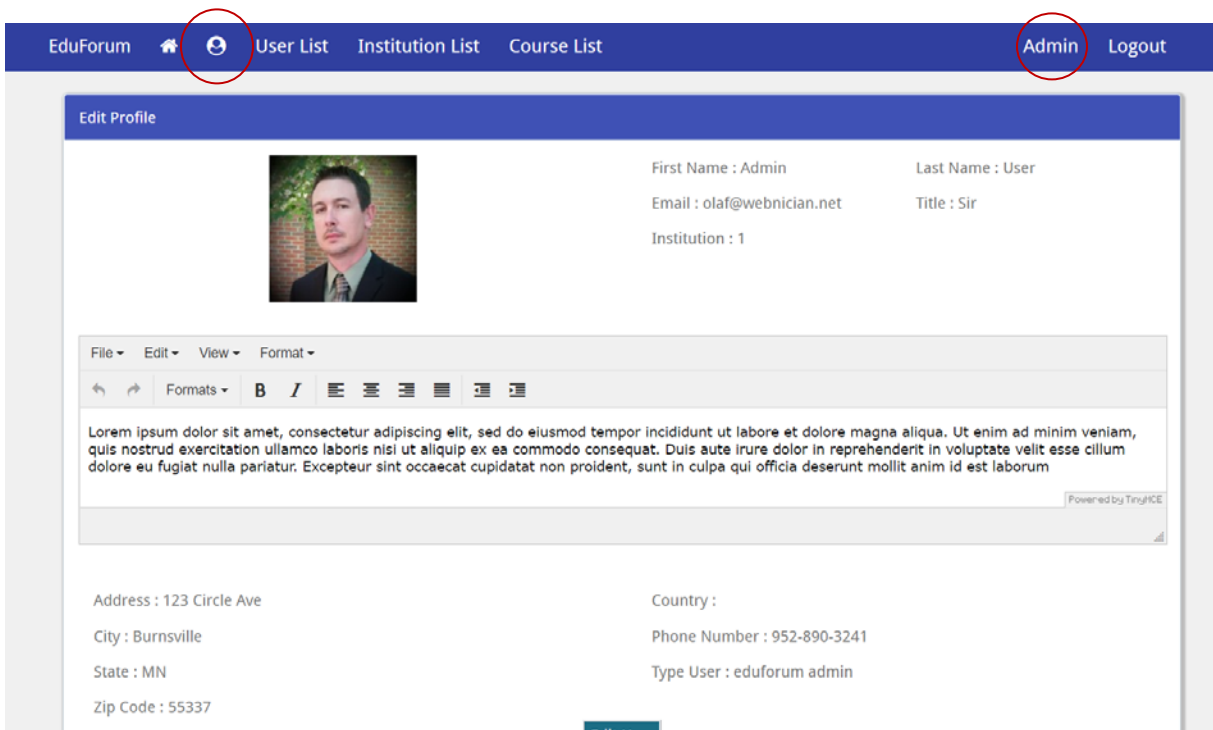 EduForum User List Institution List Course List Admin Logout
Edit Profile
First Name : Admin Last Name : User
Email : olaf@webnician.net Title : Sir
Institution : 1
File Edit View Format
Formats B I
Lorem ipsum dolor sit amet, consectetur adipiscing elit, sed do eiusmod tempor incididunt ut labore et dolore magna aliqua. Ut enim ad minim veniam,
quis nostrud exercitation ullamco laboris nisi ut aliquip ex ea commodo consequat. Duis aute irure dolor in reprehenderit in voluptate velit esse cillum
dolore eu fugiat nulla pariatur. Excepteur sint occaecat cupidatat non proident, sunt in culpa qui officia deserunt mollit anim id est laborum
Powered by TinyMCE
Address : 123 Circle Ave Country :
City : Burnsville Phone Number : 952-890-3241
State : MN Type User : eduforum admin
Zip Code : 55337